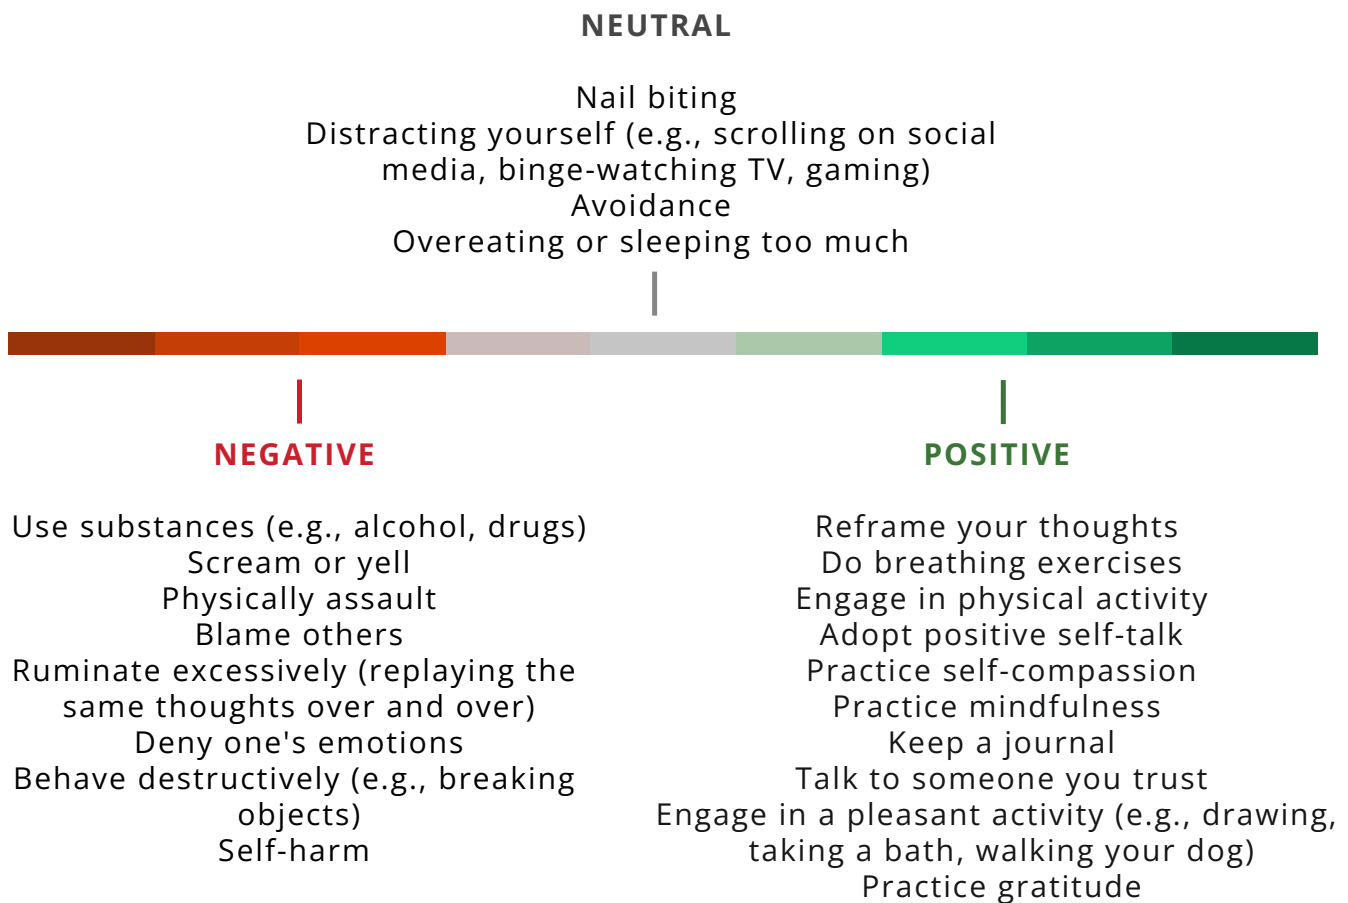 NEUTRAL
Nail biting
Distracting yourself (e.g., scrolling on social
media, binge-watching TV, gaming)
Avoidance
Overeating or sleeping too much
NEGATIVE
Use substances (e.g., alcohol, drugs)
Scream or yell
Physically assault
Blame others
Ruminate excessively (replaying the
same thoughts over and over)
Deny one's emotions
Behave destructively (e.g., breaking
objects)
Self-harm
POSITIVE
Reframe your thoughts
Do breathing exercises
Engage in physical activity
Adopt positive self-talk
Practice self-compassion
Practice mindfulness
Keep a journal
Talk to someone you trust
Engage in a pleasant activity (e.g., drawing,
taking a bath, walking your dog)
Practice gratitude